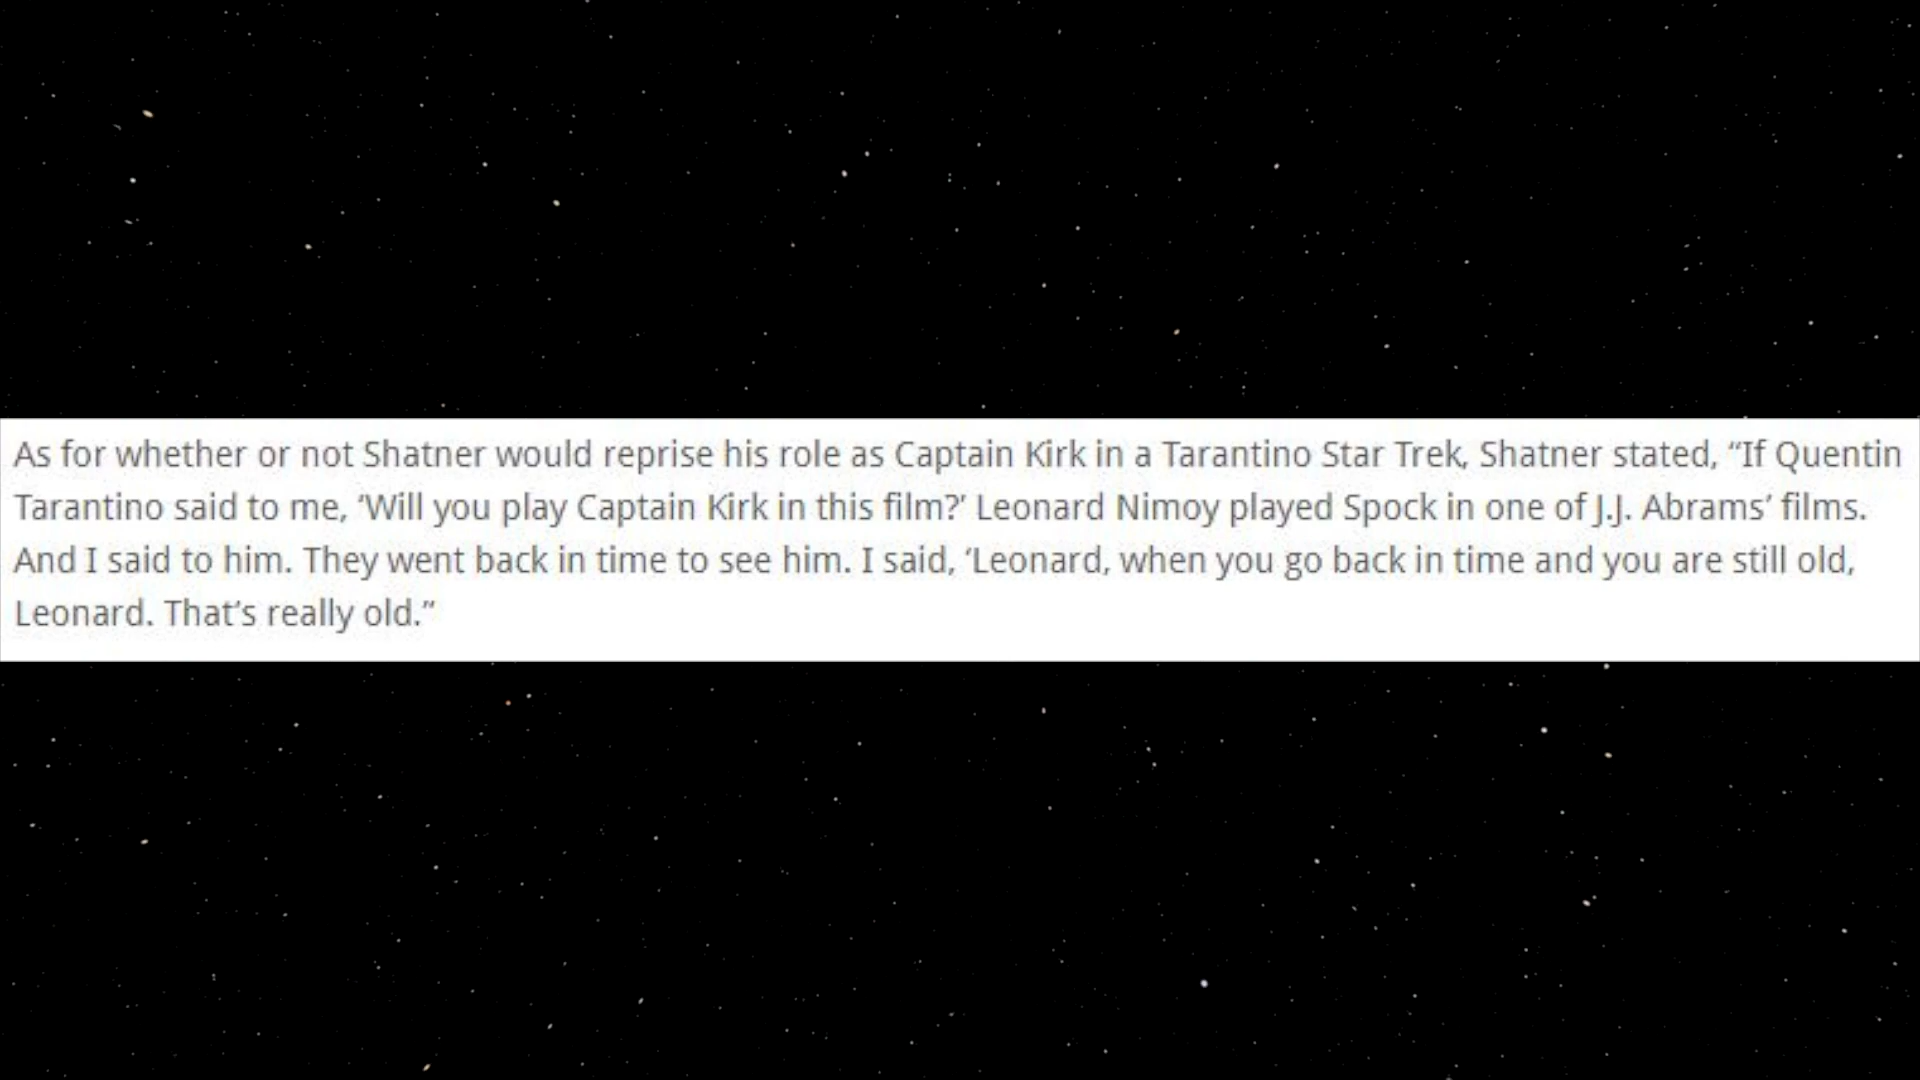 As for whether or not Shatner would reprise his role as Captain Kirk in a Tarantino Star Trek, Shatner stated, “If Quentin
Tarantino said to me, ‘Will you play Captain Kirk in this film?’ Leonard Nimoy played Spock in one of J.J. Abrams’ films.
And I said to him. They went back in time to see him. I said, ‘Leonard, when you go back in time and you are still old,
Leonard. That’s really old.”